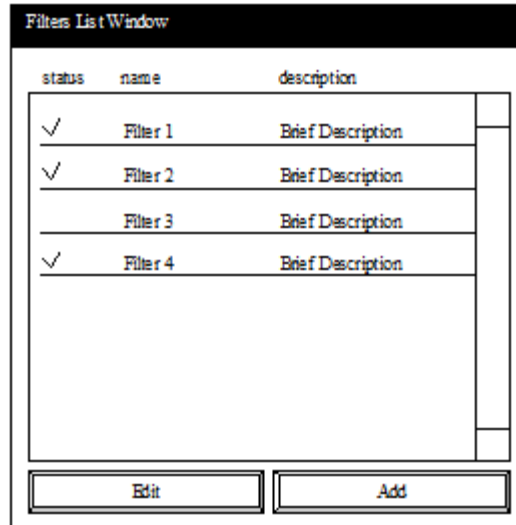 Filters List Window
status name description
Filter 1 Brief Description
Filter 2 Brief Description
Filter 3 Brief Description
Filter 4 Brief Description
Edit Add